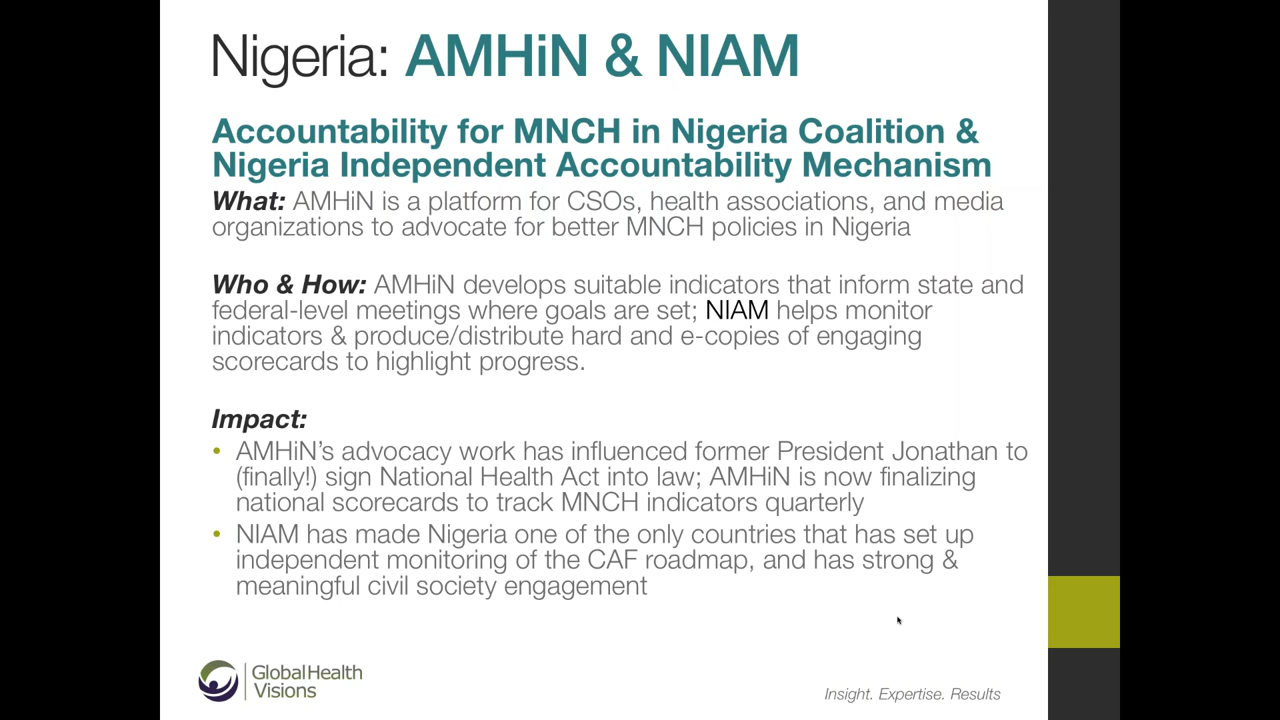 Nigeria: AMHiN & NIAM
Accountability for MNCH in Nigeria Coalition &
Nigeria Independent Accountability Mechanism
What: AMHiN is a platform for CSOs, health associations, and media
organizations to advocate for better MNCH policies in Nigeria
Who & How: AMHiN develops suitable indicators that inform state and
federal-level meetings where goals are set; NIAM helps monitor
indicators & produce/distribute hard and e-copies of engaging
scorecards to highlight progress.
Impact:
• AMHiN’s advocacy work has influenced former President Jonathan to
(finally!) sign National Health Act into law; AMHiN is now finalizing
national scorecards to track MNCH indicators quarterly
• NIAM has made Nigeria one of the only countries that has set up
independent monitoring of the CAF roadmap, and has strong &
meaningful civil society engagement
GlobalHealth
Visions
Insight. Expertise. Results